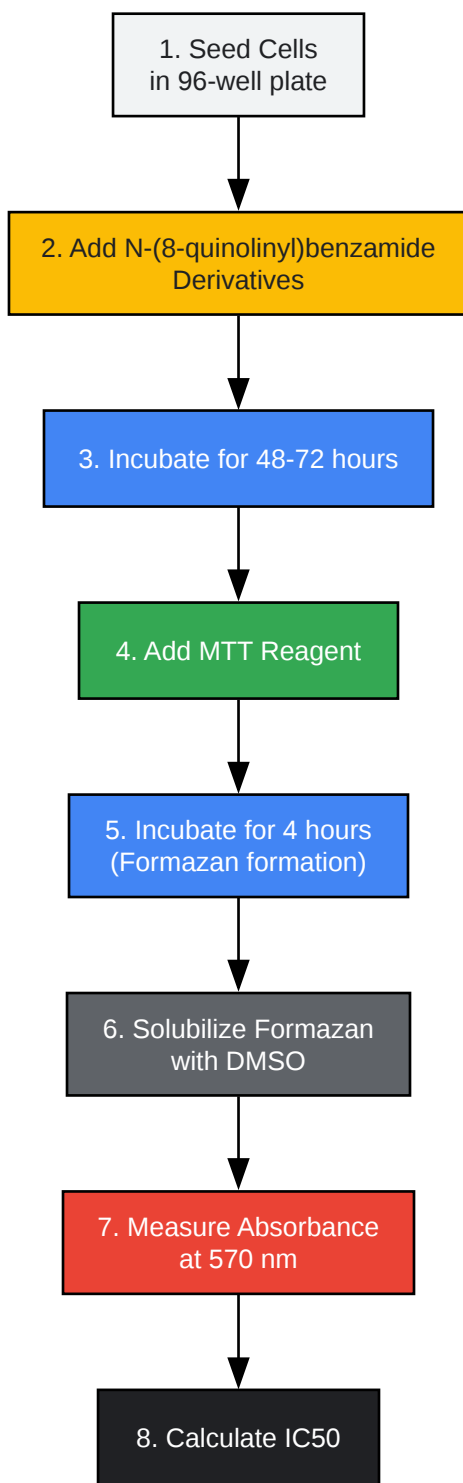 1. Seed Cells
in 96-well plate
2. Add N-(8-quinolinyl)benzamide
Derivatives
3. Incubate for 48-72 hours
4. Add MTT Reagent
5. Incubate for 4 hours
(Formazan formation)
6. Solubilize Formazan
with DMSO
7. Measure Absorbance
at 570 nm
8. Calculate IC50